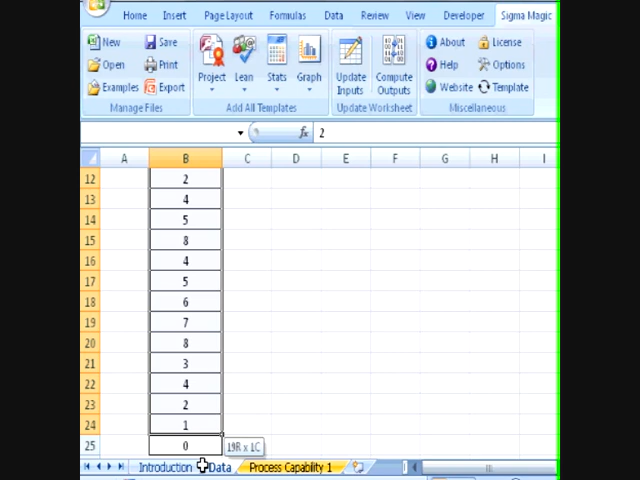 Home Insert Page Layout Formulas Data Review View Developer Sigma Magic
New Save Project Lean Stats Graph Update Inputs Compute Outputs About License
Open Print Help Options
Examples Export Website Template
Manage Files Add All Templates Update Worksheet Miscellaneous
fx 2
A B C D E F G H I
12 2
13 4
14 5
15 8
16 4
17 5
18 6
19 7
20 8
21 3
22 4
23 2
24 1
25 0 19R x 1C
Introduction Data Process Capability 1